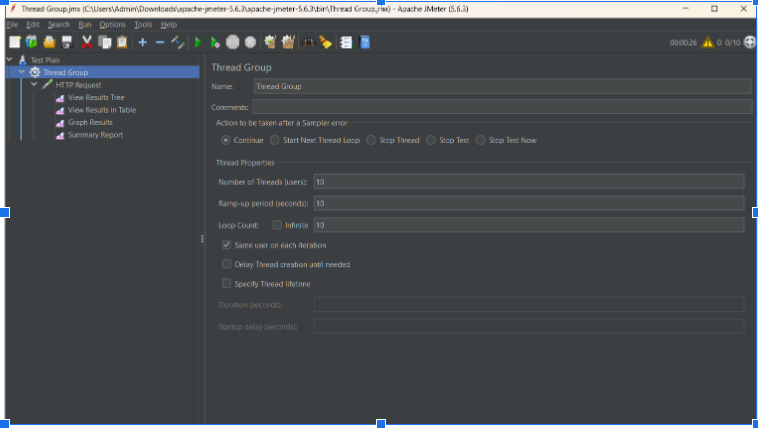 Thread Group.jmx (C:\Users\Admin\Downloads\apache-jmeter-5.6.3\apache-jmeter-5.6.3\bin\Thread Group.jmx) - Apache JMeter (5.6.3)
File Edit Search Run Options Tools Help
00:00:26 0 0/10
Test Plan
Thread Group
HTTP Request
View Results Tree
View Results in Table
Graph Results
Summary Report
Thread Group
Name: Thread Group
Comments:
Action to be taken after a Sampler error
Continue Start Next Thread Loop Stop Thread Stop Test Stop Test Now
Thread Properties
Number of Threads (users): 10
Ramp-up period (seconds): 10
Loop Count: Infinite 10
Same user on each iteration
Delay Thread creation until needed
Specify Thread lifetime
Duration (seconds):
Startup delay (seconds):